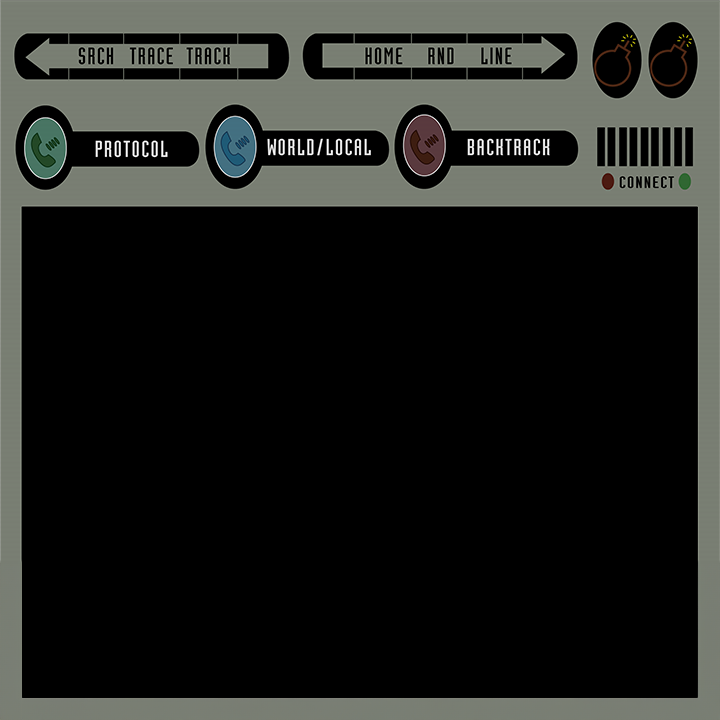 SRCH TRACE TRACK
HOME AND LINE
PROTOCOL
WORLD/LOCAL
BACKTRACK
CONNECT